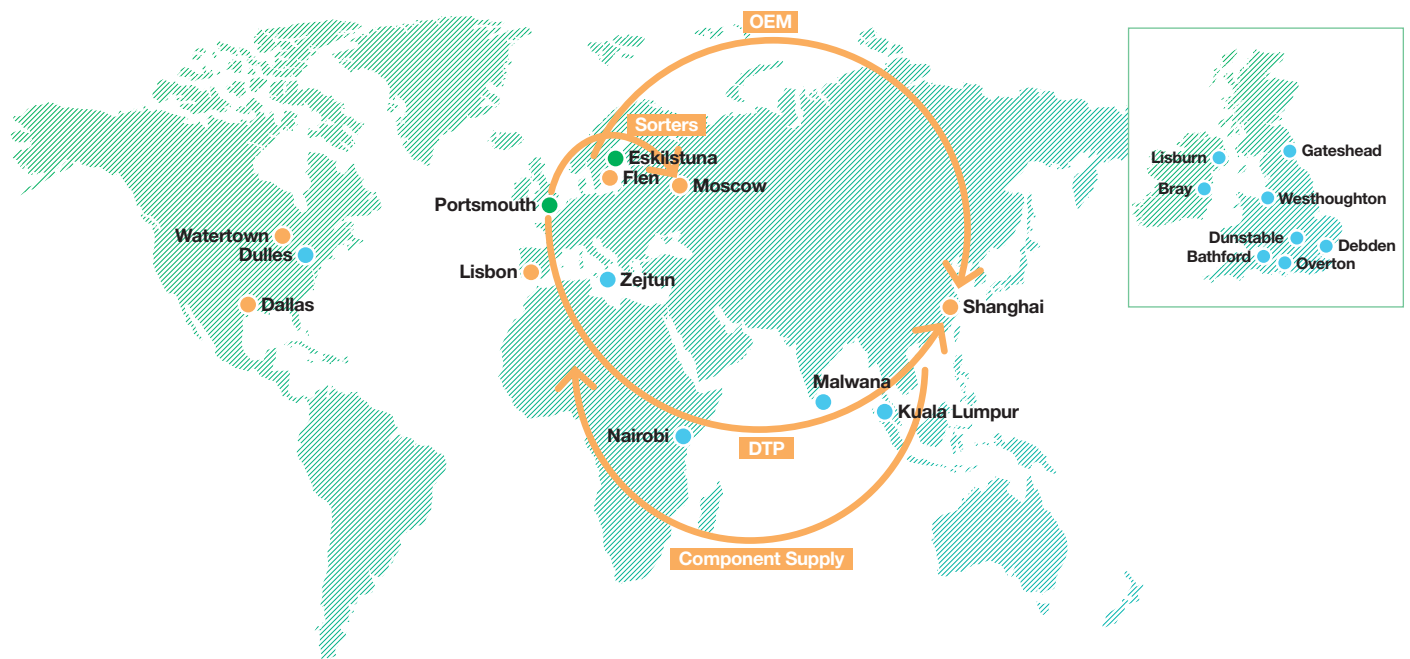 OEM
Sorters
Eskilstuna
Flen
Moscow
Portsmouth
Watertown
Dulles
Lisbon
Zejtun
Dallas
Shanghai
Malwana
Kuala Lumpur
Nairobi
DTP
Component Supply
Lisburn
Gateshead
Bray
Westhoughton
Dunstable
Debden
Bathford
Overton